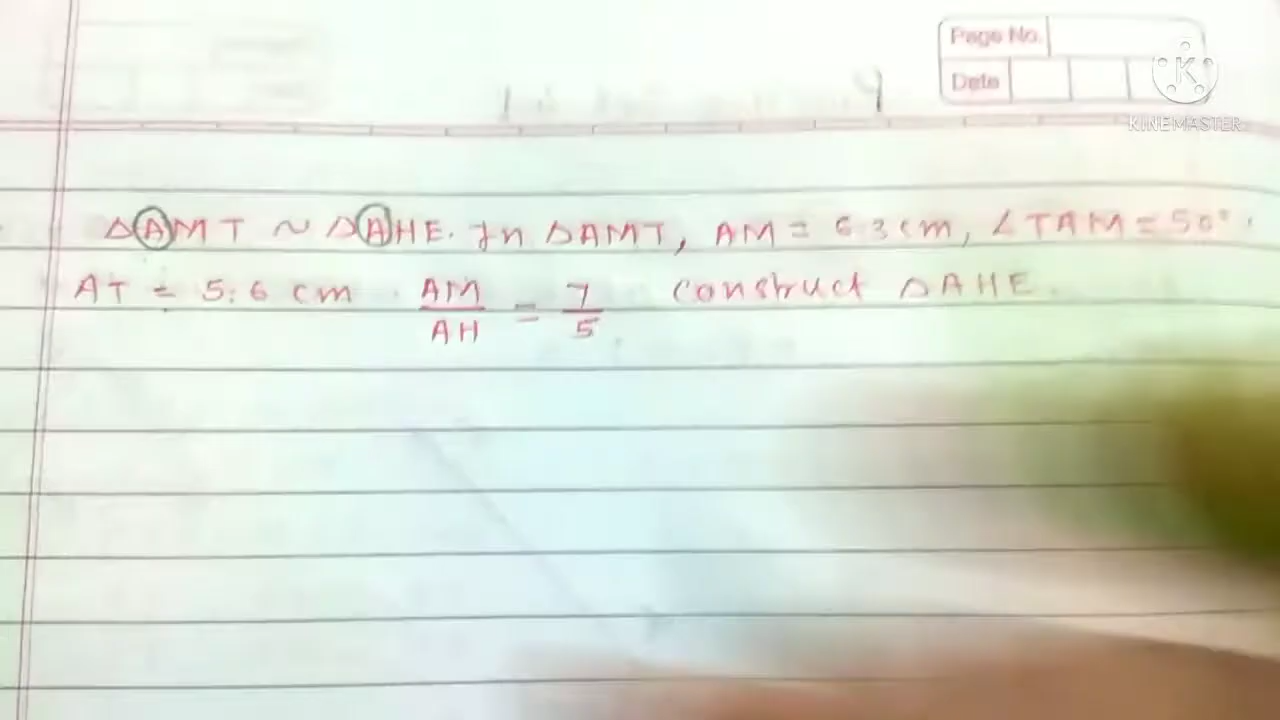 Page No.
Date
KINEMASTER
△AMT ~ △AHE. In △AMT, AM = 6.3 cm, ∠TAM = 50°.
AT = 5.6 cm. AM/AH = 7/5. Construct △AHE.